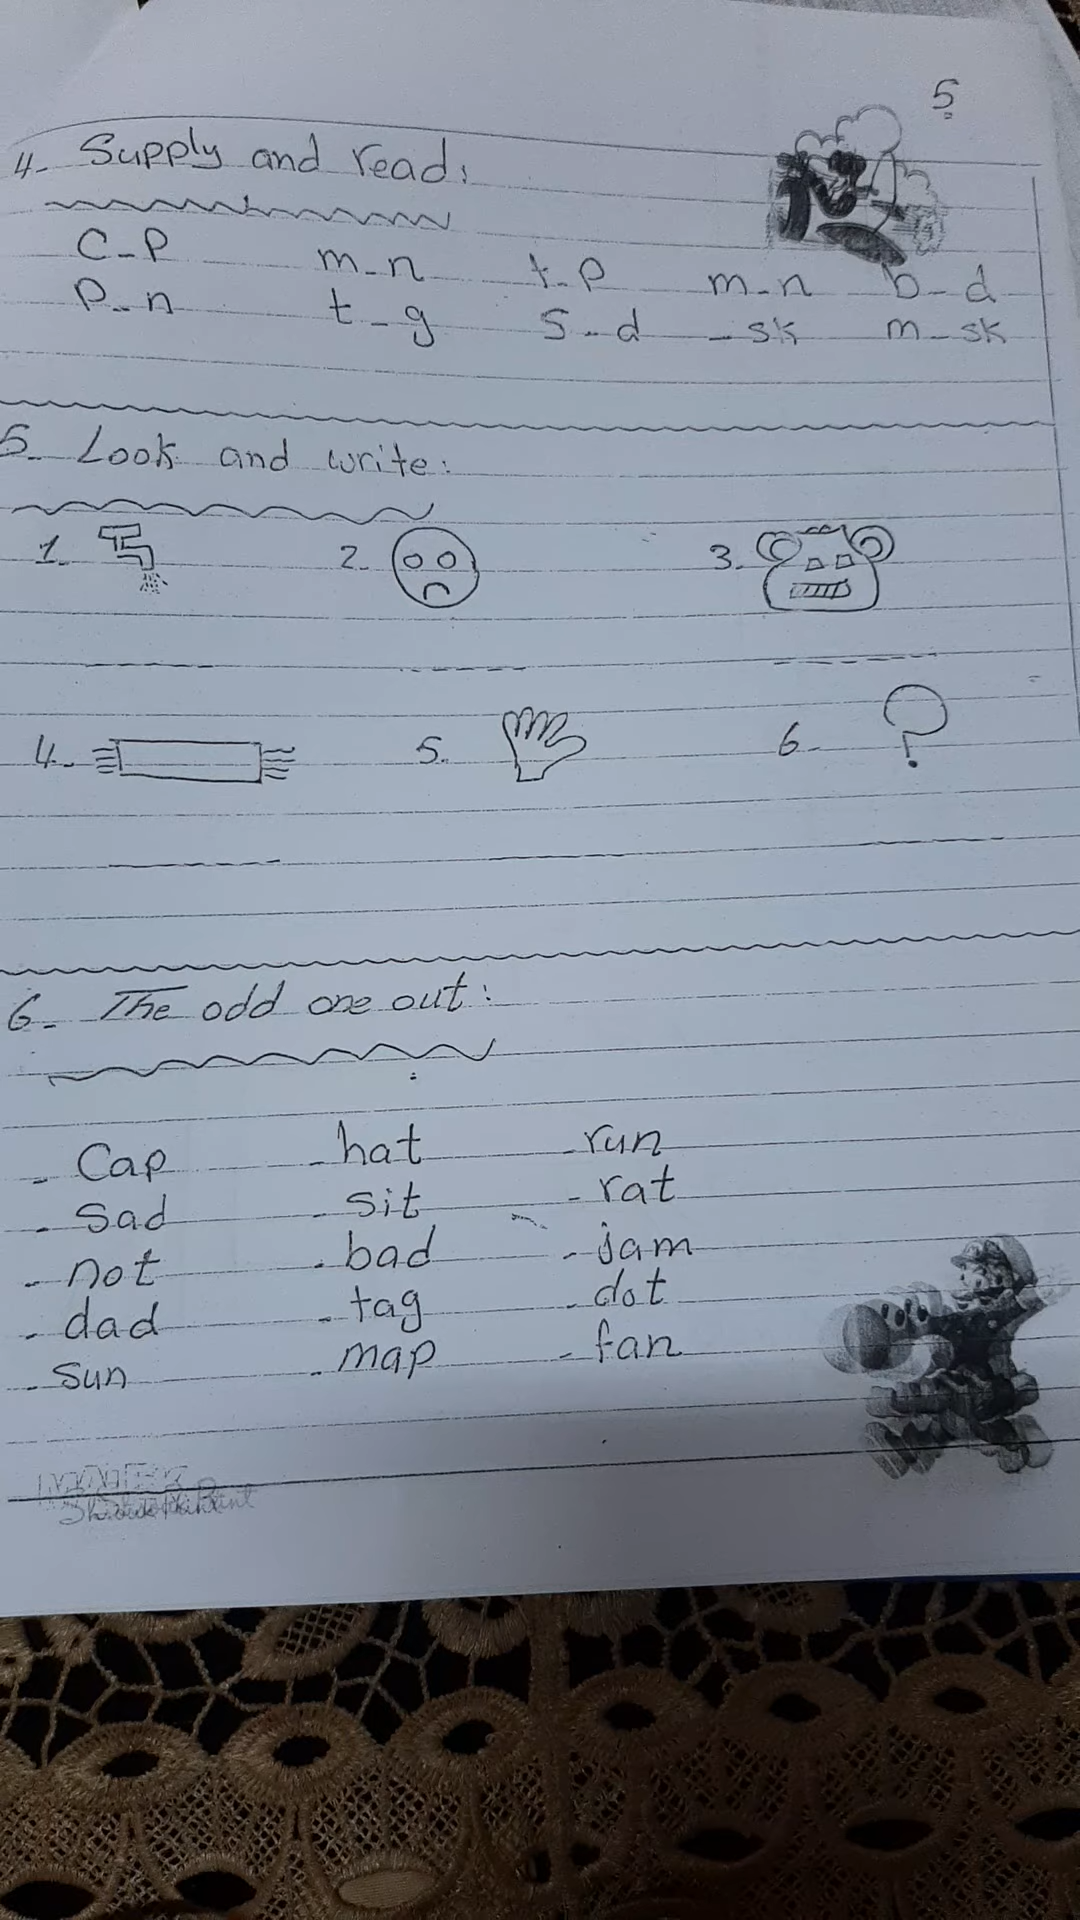 5
4- Supply and read:
c-p m-n t-p m-n b-d
p-n t-g s-d -sk m-sk
5- Look and write:
1- 2- 3-
4- 5- 6- ?
6- The odd one out:
- Cap - hat - run
- Sad - sit - rat
- not - bad - jam
- dad - tag - dot
- sun - map - fan